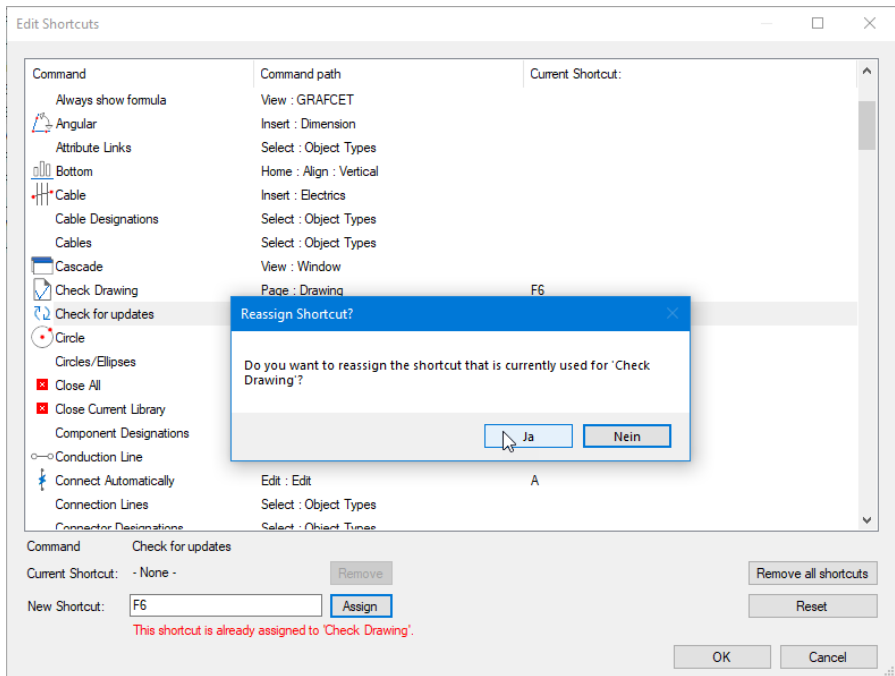 Edit Shortcuts
Command Command path Current Shortcut:
Always show formula View : GRAFCET
Angular Insert : Dimension
Attribute Links Select : Object Types
Bottom Home : Align : Vertical
Cable Insert : Electrics
Cable Designations Select : Object Types
Cables Select : Object Types
Cascade View : Window
Check Drawing Page : Drawing F6
Check for updates
Circle
Circles/Ellipses
Close All
Close Current Library
Component Designations
Conduction Line
Connect Automatically Edit : Edit A
Connection Lines Select : Object Types
Connector Designations Select : Object Types
Reassign Shortcut?
Do you want to reassign the shortcut that is currently used for 'Check
Drawing'?
Ja Nein
Command Check for updates
Current Shortcut: - None - Remove Remove all shortcuts
New Shortcut: F6 Assign Reset
This shortcut is already assigned to 'Check Drawing'.
OK Cancel